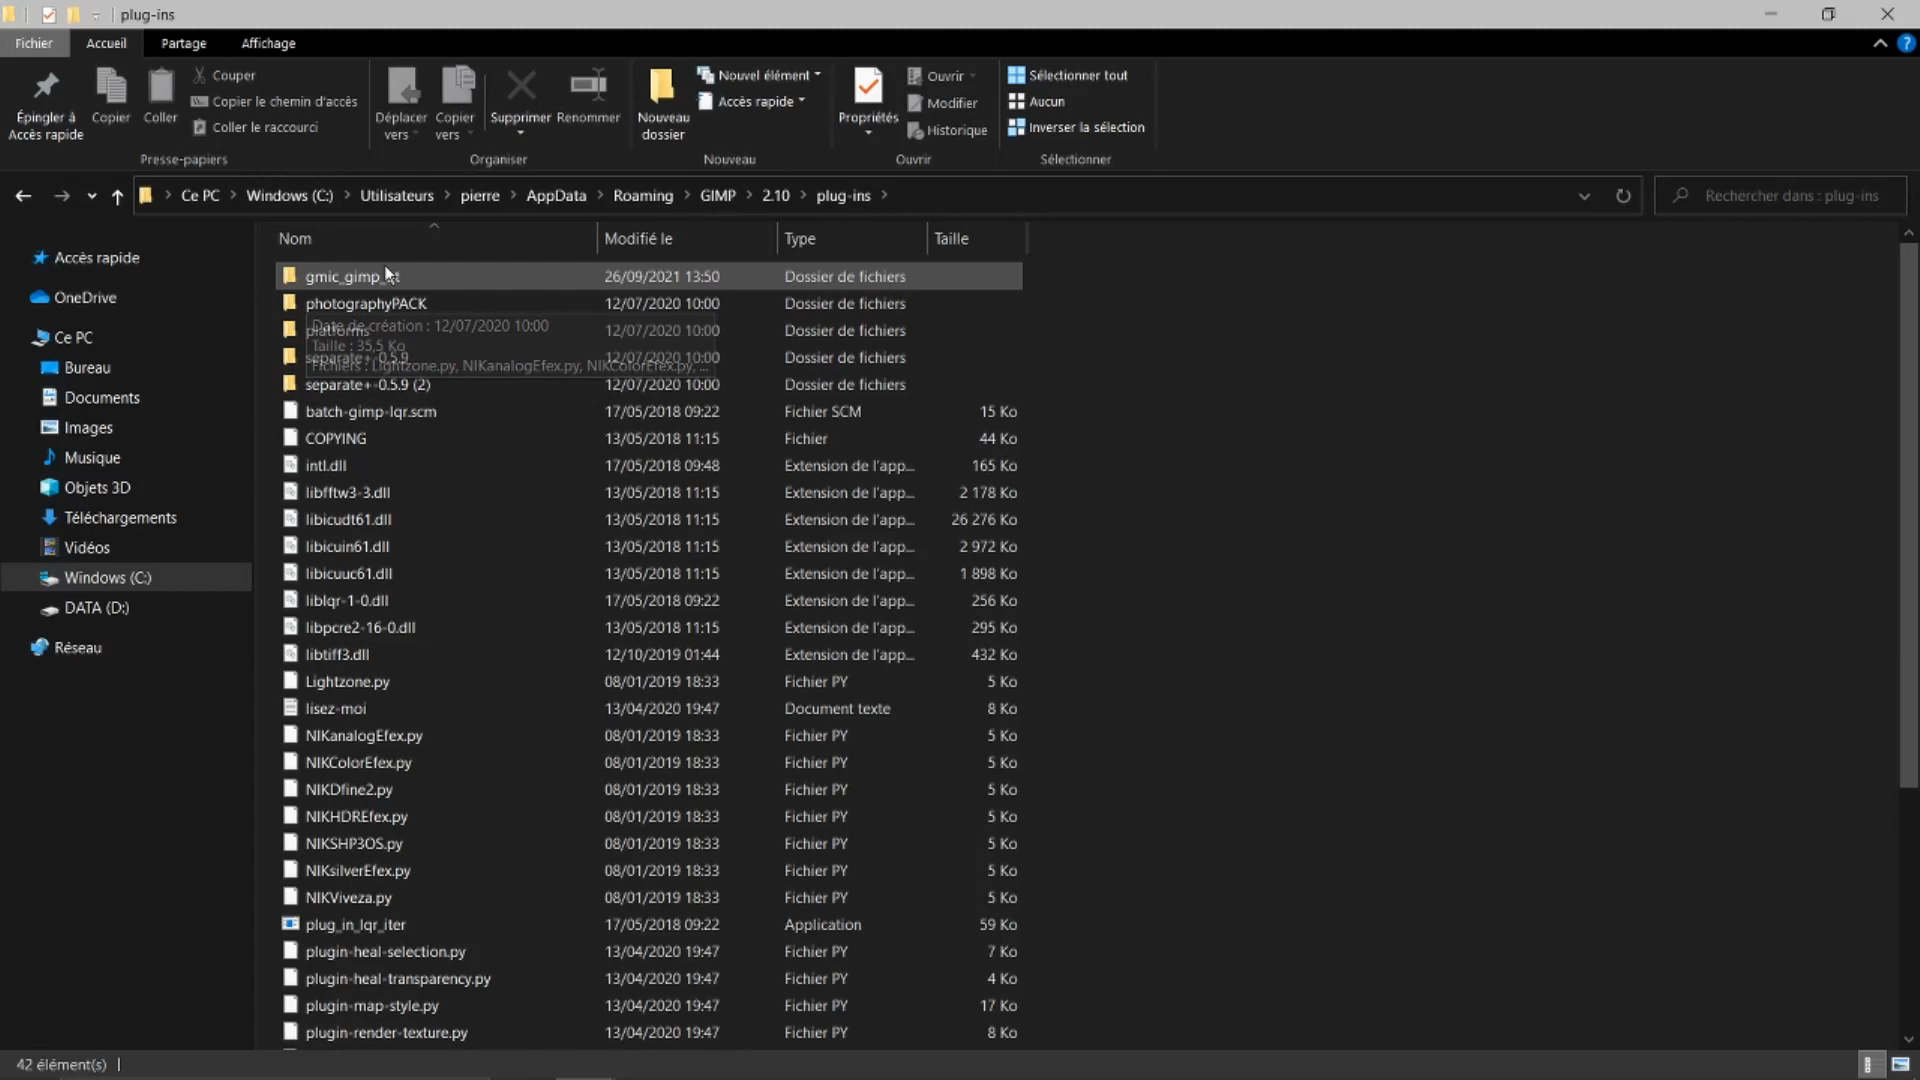 plug-ins
Fichier Accueil Partage Affichage
Épingler à Accès rapide
Copier
Coller
Couper
Copier le chemin d'accès
Coller le raccourci
Presse-papiers
Déplacer vers
Copier vers
Supprimer
Renommer
Organiser
Nouveau dossier
Nouvel élément
Accès rapide
Nouveau
Propriétés
Ouvrir
Modifier
Historique
Ouvrir
Sélectionner tout
Aucun
Inverser la sélection
Sélectionner
Ce PC > Windows (C:) > Utilisateurs > pierre > AppData > Roaming > GIMP > 2.10 > plug-ins >
Rechercher dans : plug-ins
Accès rapide
OneDrive
Ce PC
Bureau
Documents
Images
Musique
Objets 3D
Téléchargements
Vidéos
Windows (C:)
DATA (D:)
Réseau
Nom Modifié le Type Taille
gmic_gimp_qt 26/09/2021 13:50 Dossier de fichiers
photographyPACK 12/07/2020 10:00 Dossier de fichiers
Date de création : 12/07/2020 10:00
platforms 12/07/2020 10:00 Dossier de fichiers
Taille : 35,5 Ko
separate+-0.5.9 12/07/2020 10:00 Dossier de fichiers
Fichiers : Lightzone.py, NIKanalogEfex.py, NIKColorEfex.py, ...
separate+-0.5.9 (2) 12/07/2020 10:00 Dossier de fichiers
batch-gimp-lqr.scm 17/05/2018 09:22 Fichier SCM 15 Ko
COPYING 13/05/2018 11:15 Fichier 44 Ko
intl.dll 17/05/2018 09:48 Extension de l'app... 165 Ko
libfftw3-3.dll 13/05/2018 11:15 Extension de l'app... 2 178 Ko
libicudt61.dll 13/05/2018 11:15 Extension de l'app... 26 276 Ko
libicuin61.dll 13/05/2018 11:15 Extension de l'app... 2 972 Ko
libicuuc61.dll 13/05/2018 11:15 Extension de l'app... 1 898 Ko
liblqr-1-0.dll 17/05/2018 09:22 Extension de l'app... 256 Ko
libpcre2-16-0.dll 13/05/2018 11:15 Extension de l'app... 295 Ko
libtiff3.dll 12/10/2019 01:44 Extension de l'app... 432 Ko
Lightzone.py 08/01/2019 18:33 Fichier PY 5 Ko
lisez-moi 13/04/2020 19:47 Document texte 8 Ko
NIKanalogEfex.py 08/01/2019 18:33 Fichier PY 5 Ko
NIKColorEfex.py 08/01/2019 18:33 Fichier PY 5 Ko
NIKDfine2.py 08/01/2019 18:33 Fichier PY 5 Ko
NIKHDREfex.py 08/01/2019 18:33 Fichier PY 5 Ko
NIKSHP3OS.py 08/01/2019 18:33 Fichier PY 5 Ko
NIKsilverEfex.py 08/01/2019 18:33 Fichier PY 5 Ko
NIKViveza.py 08/01/2019 18:33 Fichier PY 5 Ko
plug_in_lqr_iter 17/05/2018 09:22 Application 59 Ko
plugin-heal-selection.py 13/04/2020 19:47 Fichier PY 7 Ko
plugin-heal-transparency.py 13/04/2020 19:47 Fichier PY 4 Ko
plugin-map-style.py 13/04/2020 19:47 Fichier PY 17 Ko
plugin-render-texture.py 13/04/2020 19:47 Fichier PY 8 Ko
42 élément(s)